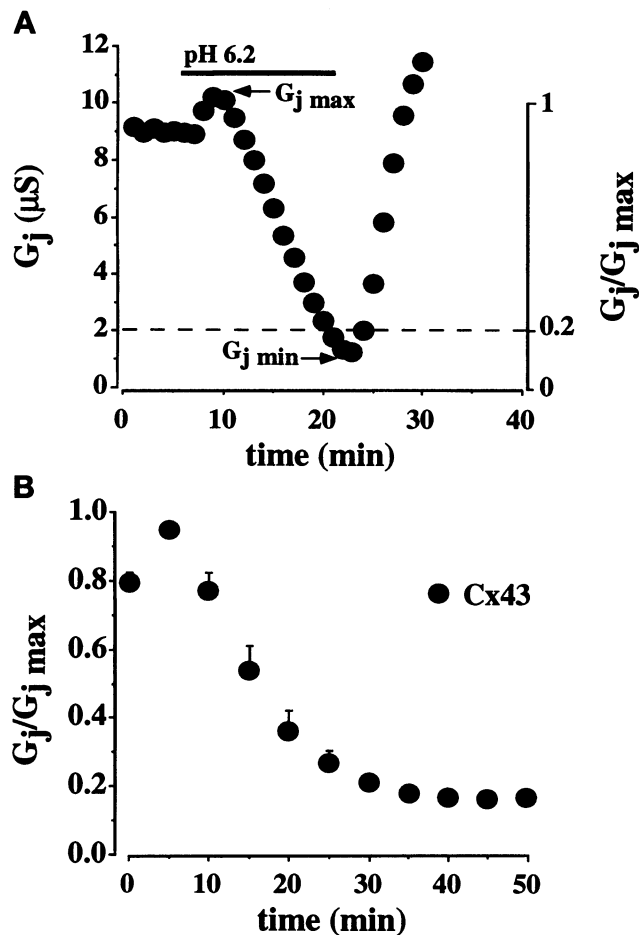 A
pH 6.2
12
10
8
6
4
2
0
Gj (µS)
Gj max
Gj min
1
0.2
0
Gj/Gj max
0 10 20 30 40
time (min)
B
1.0
0.8
0.6
0.4
0.2
0.0
Gj/Gj max
Cx43
0 10 20 30 40 50
time (min)